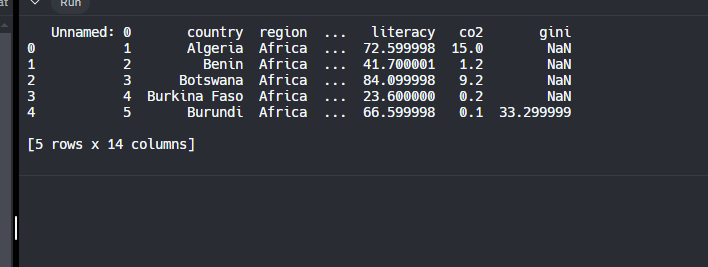 at Run
Unnamed: 0 country region ... literacy co2 gini
0 1 Algeria Africa ... 72.599998 15.0 NaN
1 2 Benin Africa ... 41.700001 1.2 NaN
2 3 Botswana Africa ... 84.099998 9.2 NaN
3 4 Burkina Faso Africa ... 23.600000 0.2 NaN
4 5 Burundi Africa ... 66.599998 0.1 33.299999
[5 rows x 14 columns]